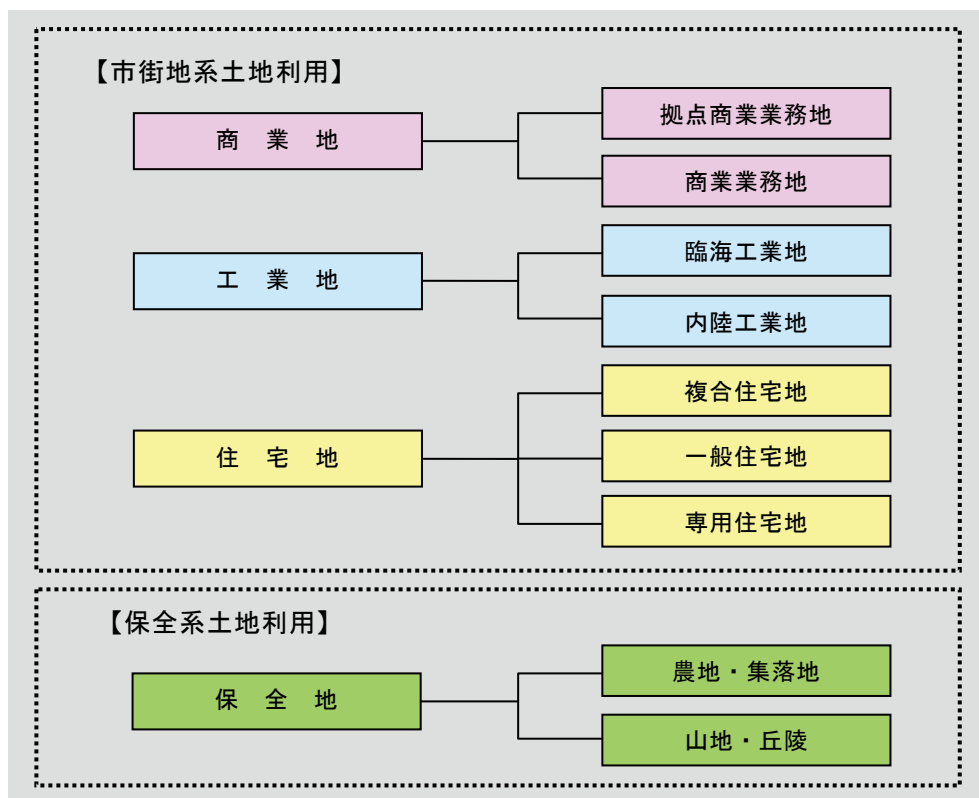 【市街地系土地利用】
商　業　地
拠点商業業務地
商業業務地
工　業　地
臨海工業地
内陸工業地
住　宅　地
複合住宅地
一般住宅地
専用住宅地
【保全系土地利用】
保　全　地
農地・集落地
山地・丘陵